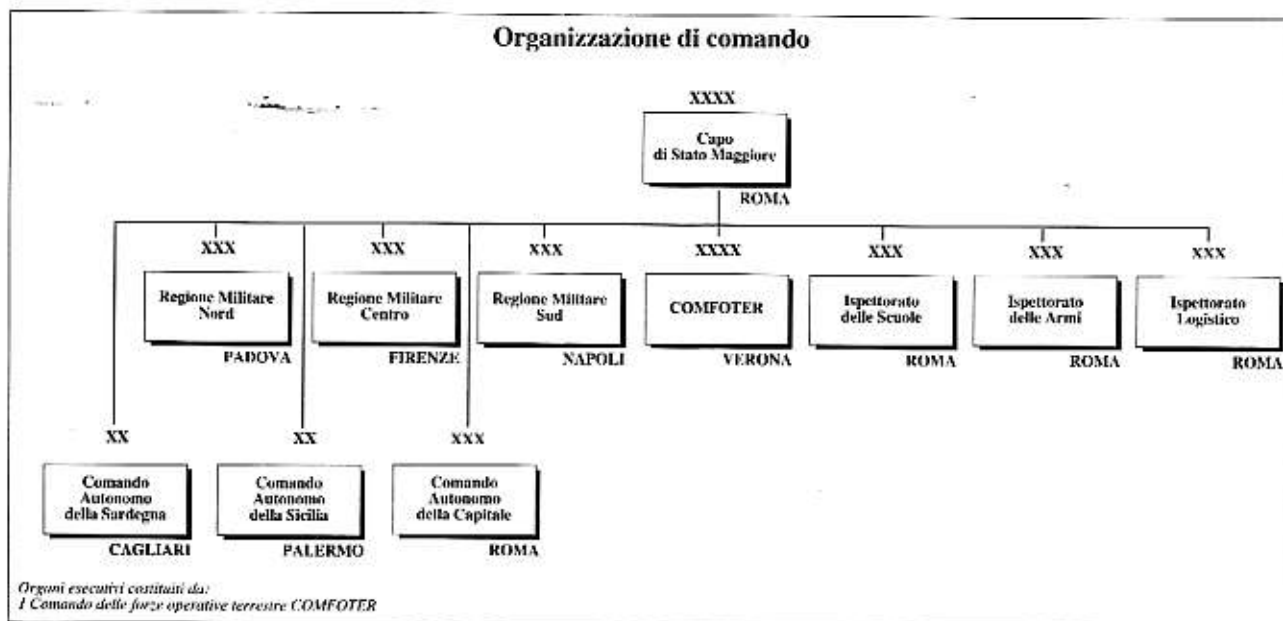 Organizzazione di comando
XXXX
Capo
di Stato Maggiore
ROMA
XXX
Regione Militare
Nord
PADOVA
XXX
Regione Militare
Centro
FIRENZE
XXX
Regione Militare
Sud
NAPOLI
XXXX
COMFOTER
VERONA
XXX
Ispettorato
delle Scuole
ROMA
XXX
Ispettorato
delle Armi
ROMA
XXX
Ispettorato
Logistico
ROMA
XX
Comando
Autonomo
della Sardegna
CAGLIARI
XX
Comando
Autonomo
della Sicilia
PALERMO
XXX
Comando
Autonomo
della Capitale
ROMA
Organi esecutivi costituiti da:
1 Comando delle forze operative terrestre COMFOTER